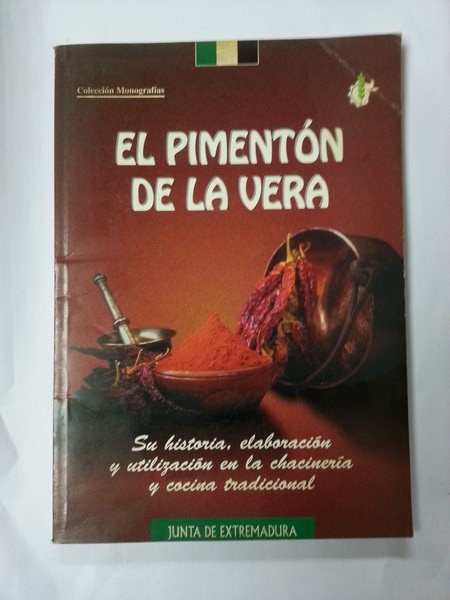 Colección Monografías
EL PIMENTÓN
DE LA VERA
Su historia, elaboración
y utilización en la chacinería
y cocina tradicional
JUNTA DE EXTREMADURA